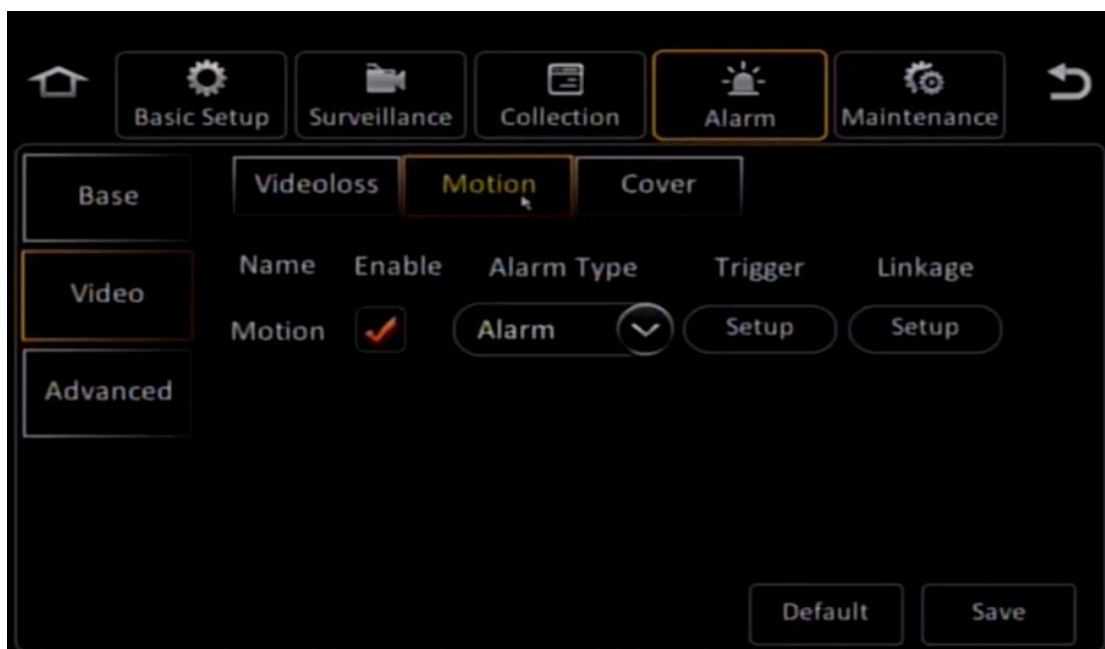 Basic Setup Surveillance Collection Alarm Maintenance
Base
Video
Advanced
Videoloss Motion Cover
Name Enable Alarm Type Trigger Linkage
Motion Alarm Setup Setup
Default Save